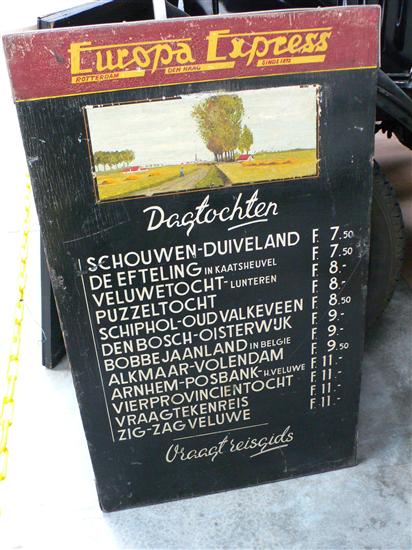 Europa Express
ROTTERDAM DEN HAAG SINDS 1872
Dagtochten
SCHOUWEN-DUIVELAND F. 7.50
DE EFTELING IN KAATSHEUVEL F. 7.50
VELUWETOCHT-LUNTEREN F. 8.-
PUZZELTOCHT F. 8.-
SCHIPHOL-OUD VALKEVEEN F. 8.50
DEN BOSCH-OISTERWIJK F. 9.-
BOBBEJAANLAND IN BELGIE F. 9.-
ALKMAAR-VOLENDAM F. 9.50
ARNHEM-POSBANK-H.VELUWE F. 11.-
VIERPROVINCIENTOCHT F. 11.-
VRAAGTEKENREIS F. 11.-
ZIG-ZAG VELUWE F. 11.-
Vraagt reisgids